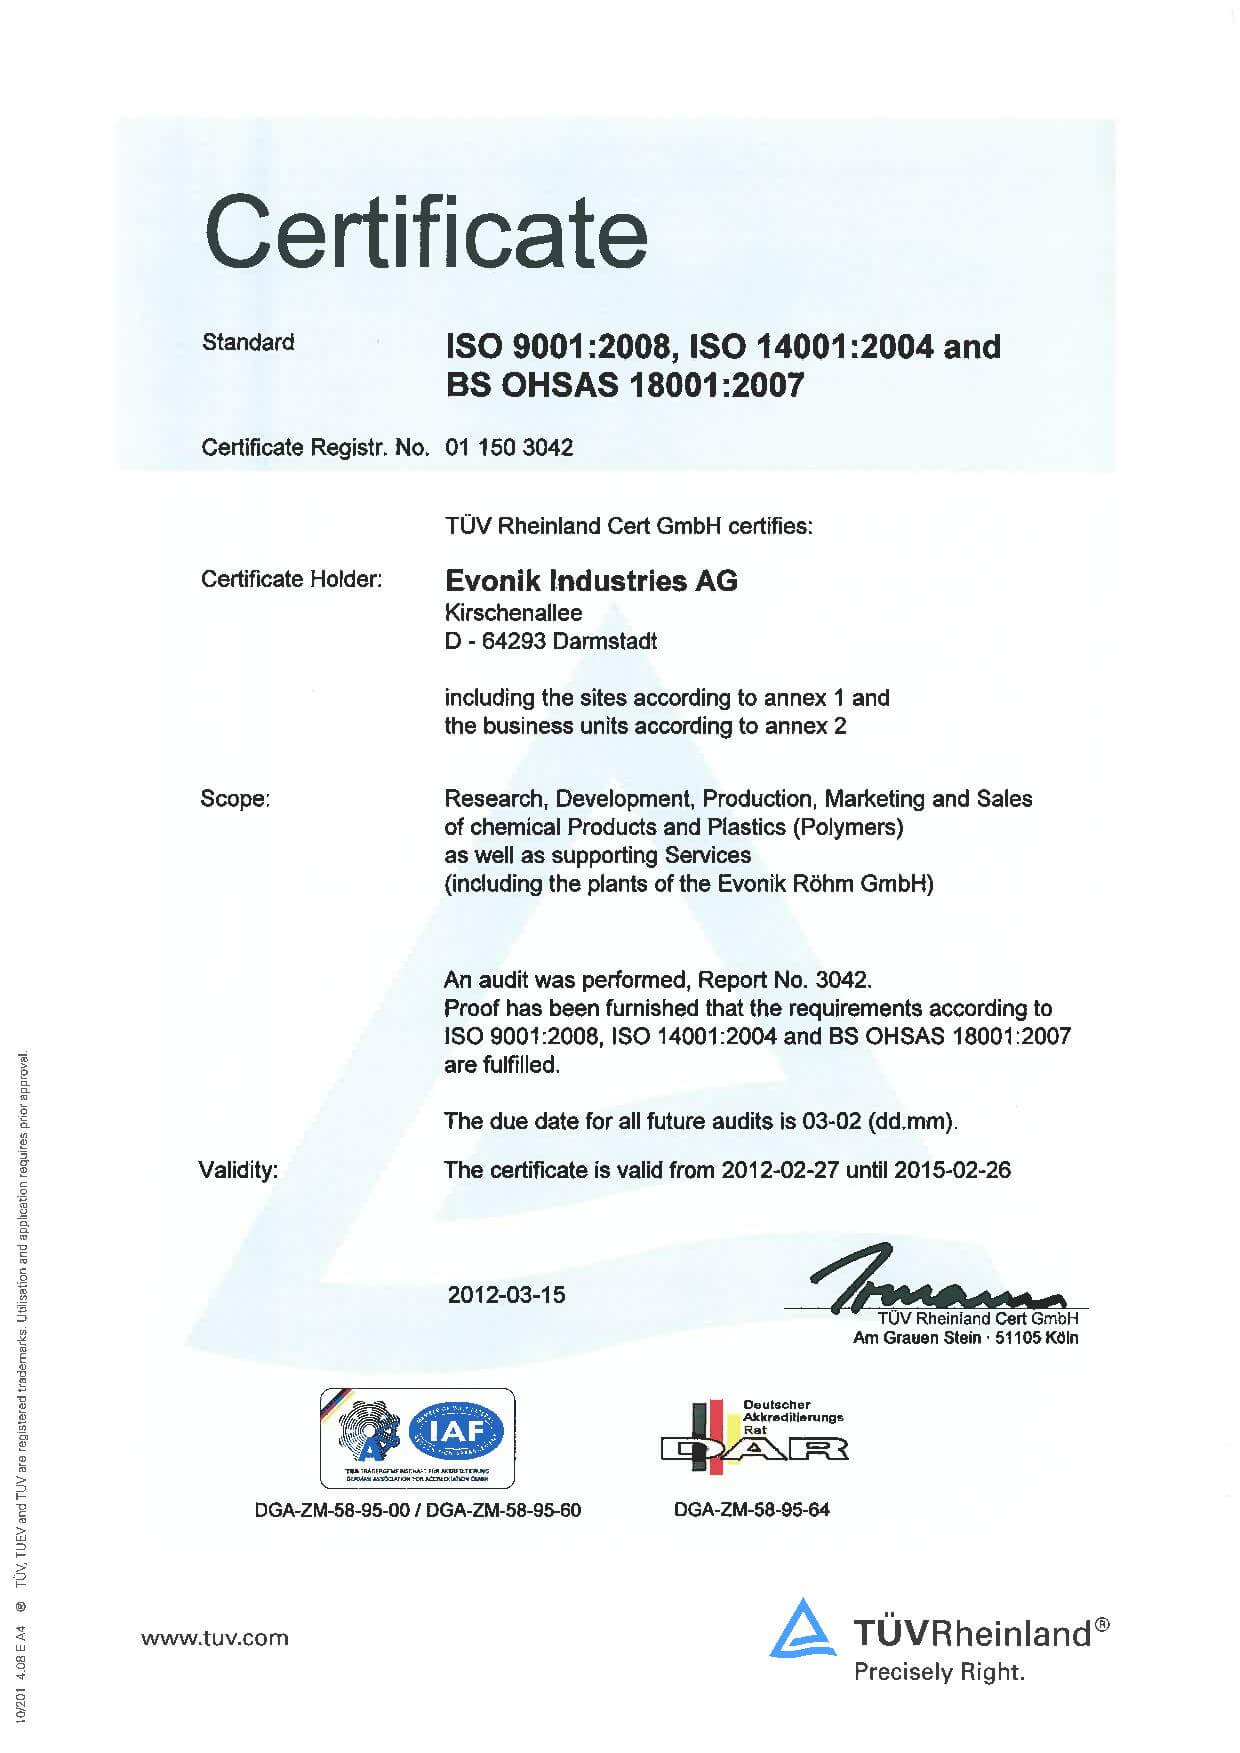 Certificate
Standard ISO 9001:2008, ISO 14001:2004 and
BS OHSAS 18001:2007
Certificate Registr. No. 01 150 3042
TÜV Rheinland Cert GmbH certifies:
Certificate Holder: Evonik Industries AG
Kirschenallee
D - 64293 Darmstadt
including the sites according to annex 1 and
the business units according to annex 2
Scope: Research, Development, Production, Marketing and Sales
of chemical Products and Plastics (Polymers)
as well as supporting Services
(including the plants of the Evonik Röhm GmbH)
An audit was performed, Report No. 3042.
Proof has been furnished that the requirements according to
ISO 9001:2008, ISO 14001:2004 and BS OHSAS 18001:2007
are fulfilled.
The due date for all future audits is 03-02 (dd.mm).
Validity: The certificate is valid from 2012-02-27 until 2015-02-26
2012-03-15
TÜV Rheinland Cert GmbH
Am Grauen Stein · 51105 Köln
IAF
TGA TRÄGERGEMEINSCHAFT FÜR AKKREDITIERUNG
GERMAN ASSOCIATION FOR ACCREDITATION GMBH
Deutscher
Akkreditierungs
Rat
DAR
DGA-ZM-58-95-00 / DGA-ZM-58-95-60
DGA-ZM-58-95-64
www.tuv.com
TÜVRheinland®
Precisely Right.
10/201 4.08 E A4 ® TÜV, TUEV and TUV are registered trademarks. Utilisation and application requires prior approval.